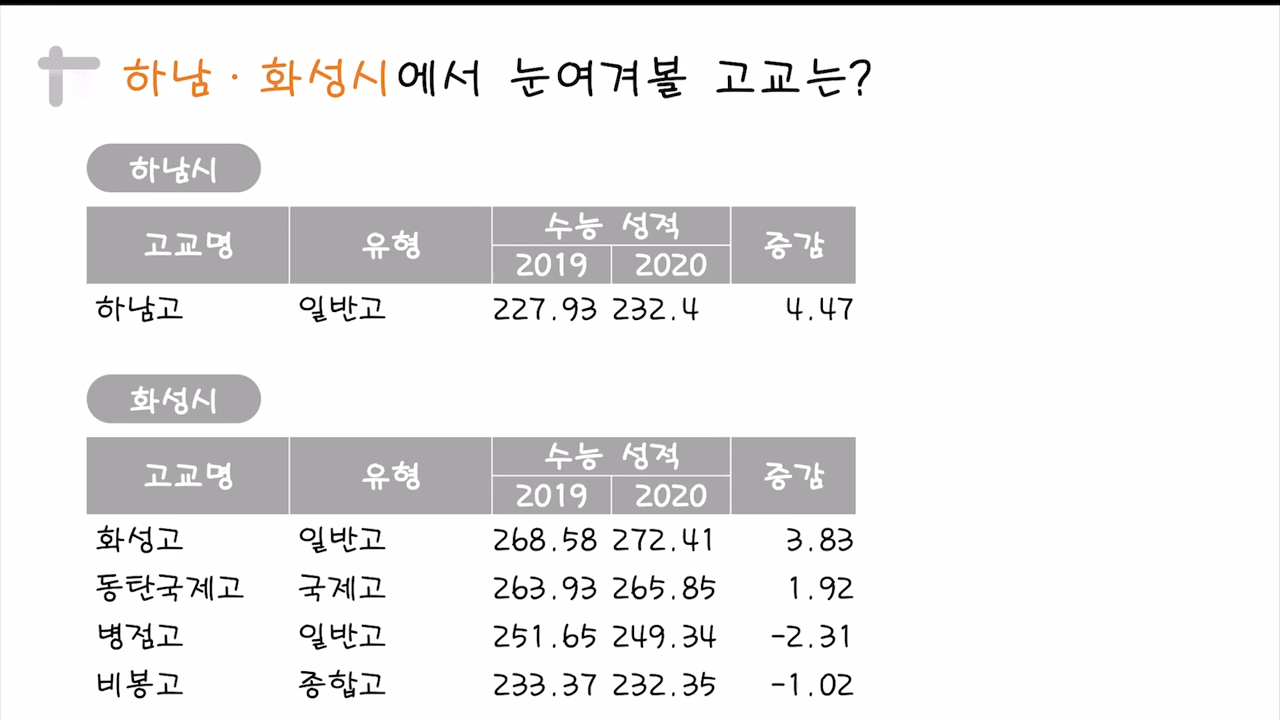 하남·화성시에서 눈여겨볼 고교는?
하남시
고교명 유형 수능 성적 증감
2019 2020
하남고 일반고 227.93 232.4 4.47
화성시
고교명 유형 수능 성적 증감
2019 2020
화성고 일반고 268.58 272.41 3.83
동탄국제고 국제고 263.93 265.85 1.92
병점고 일반고 251.65 249.34 -2.31
비봉고 종합고 233.37 232.35 -1.02